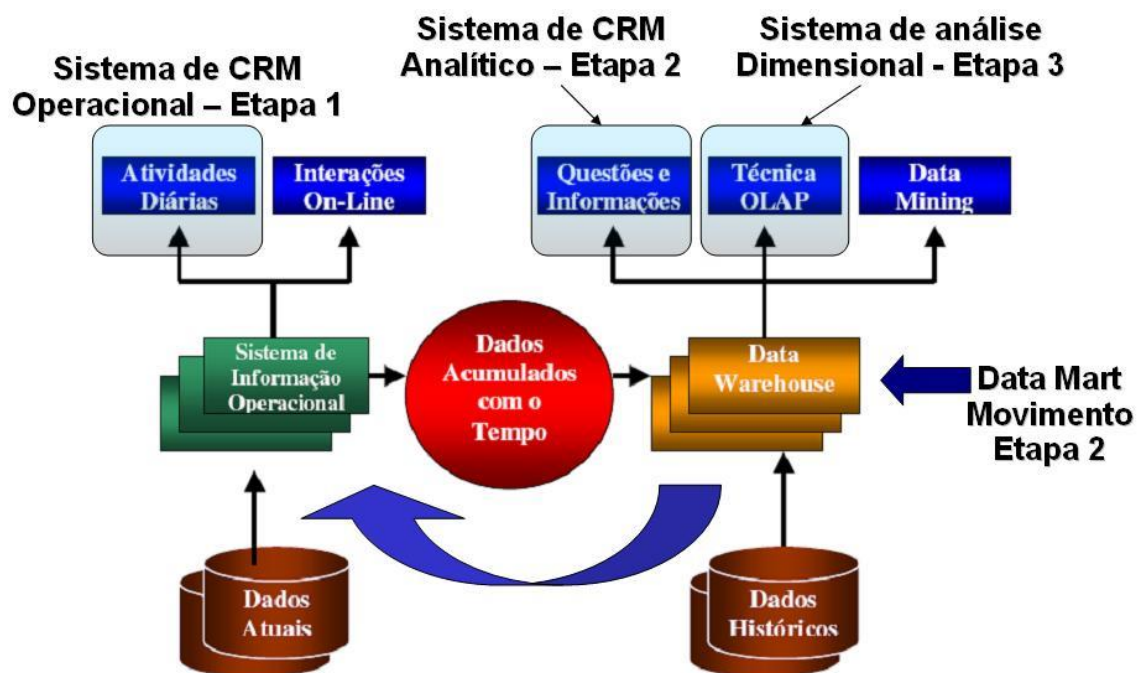 Sistema de CRM
Operacional – Etapa 1
Sistema de CRM
Analítico – Etapa 2
Sistema de análise
Dimensional - Etapa 3
Atividades
Diárias
Interações
On-Line
Questões e
Informações
Técnica
OLAP
Data
Mining
Sistema de
Informação
Operacional
Dados
Acumulados
com o
Tempo
Data
Warehouse
Data Mart
Movimento
Etapa 2
Dados
Atuais
Dados
Históricos